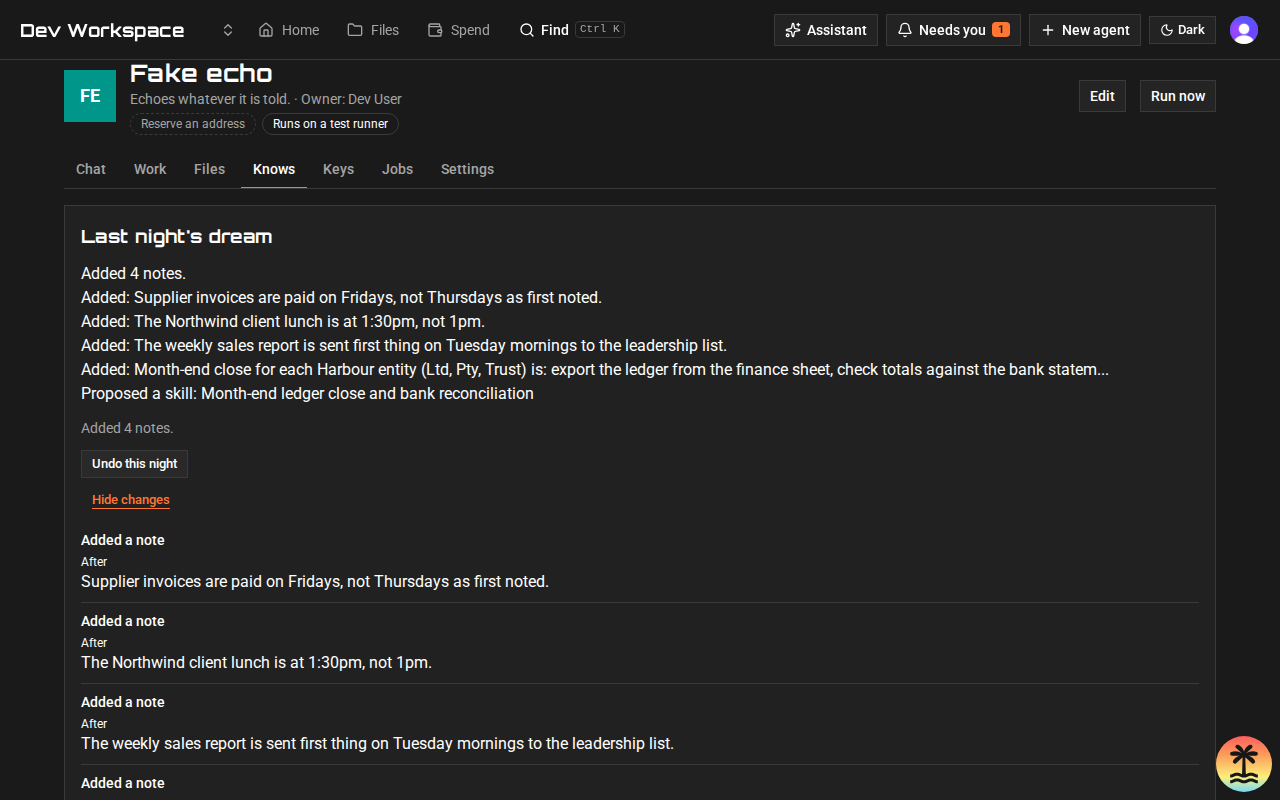 Dev Workspace
Home
Files
Spend
Find Ctrl K
Assistant
Needs you 1
New agent
Dark
FE
Fake echo
Echoes whatever it is told. · Owner: Dev User
Reserve an address
Runs on a test runner
Edit
Run now
Chat
Work
Files
Knows
Keys
Jobs
Settings
Last night's dream
Added 4 notes.
Added: Supplier invoices are paid on Fridays, not Thursdays as first noted.
Added: The Northwind client lunch is at 1:30pm, not 1pm.
Added: The weekly sales report is sent first thing on Tuesday mornings to the leadership list.
Added: Month-end close for each Harbour entity (Ltd, Pty, Trust) is: export the ledger from the finance sheet, check totals against the bank statem...
Proposed a skill: Month-end ledger close and bank reconciliation
Added 4 notes.
Undo this night
Hide changes
Added a note
After
Supplier invoices are paid on Fridays, not Thursdays as first noted.
Added a note
After
The Northwind client lunch is at 1:30pm, not 1pm.
Added a note
After
The weekly sales report is sent first thing on Tuesday mornings to the leadership list.
Added a note